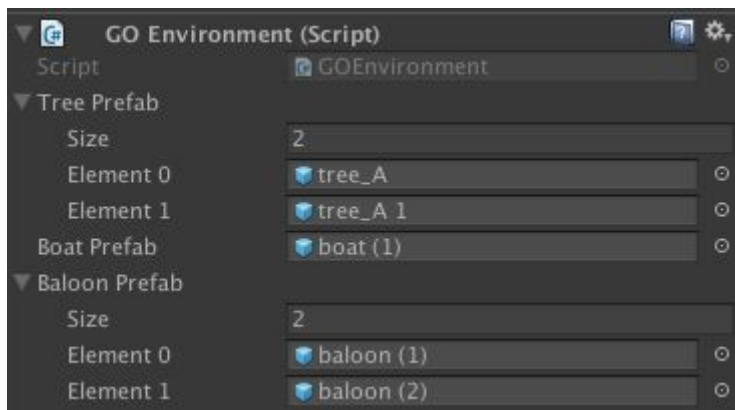 GO Environment (Script)
Script GOEnvironment
Tree Prefab
Size 2
Element 0 tree_A
Element 1 tree_A 1
Boat Prefab boat (1)
Baloon Prefab
Size 2
Element 0 baloon (1)
Element 1 baloon (2)